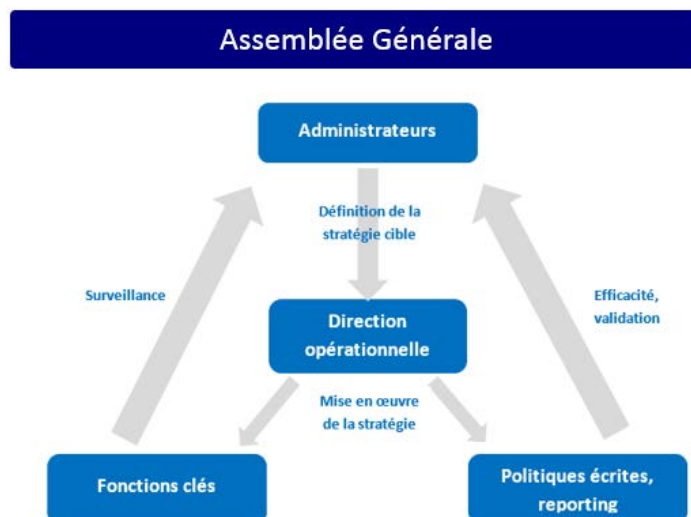 Assemblée Générale
Administrateurs
Définition de la
stratégie cible
Surveillance
Efficacité,
validation
Direction
opérationnelle
Mise en œuvre
de la stratégie
Fonctions clés
Politiques écrites,
reporting